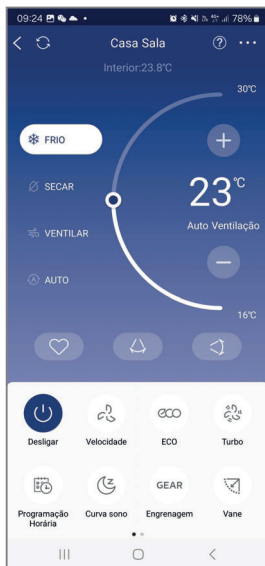 09:24
78%
Casa Sala
Interior:23.8°C
30°C
FRIO
SECAR
23°C
VENTILAR
Auto Ventilação
AUTO
16°C
Desligar
Velocidade
eco
ECO
Turbo
Programação
Horária
Curva sono
GEAR
Engrenagem
Vane